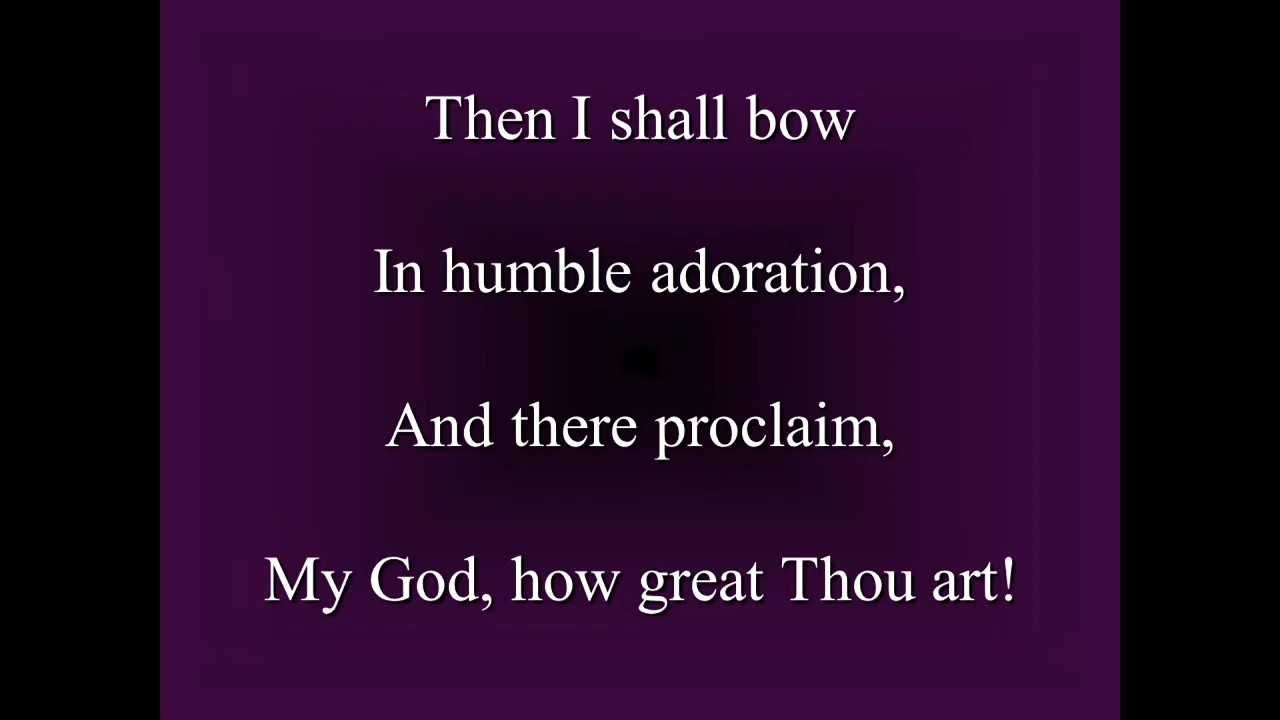 Then I shall bow
In humble adoration,
And there proclaim,
My God, how great Thou art!